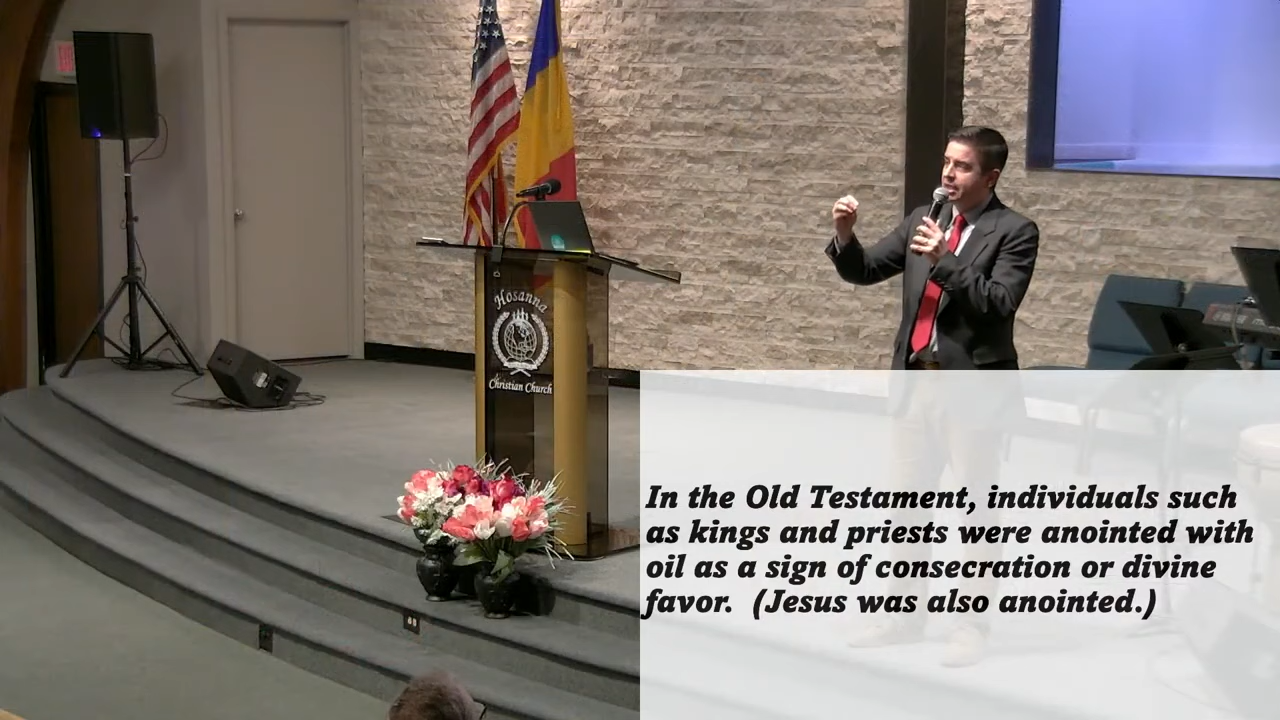 Hosanna
Christian Church
In the Old Testament, individuals such
as kings and priests were anointed with
oil as a sign of consecration or divine
favor.  (Jesus was also anointed.)